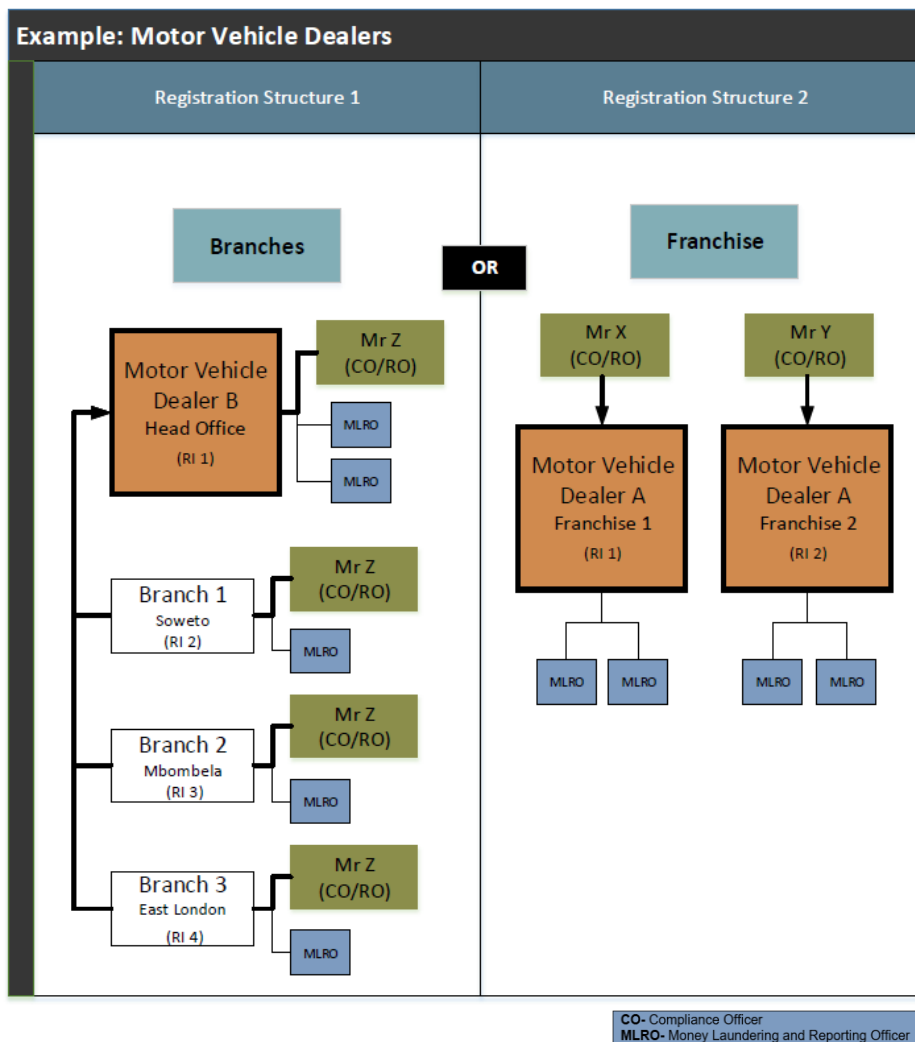 Example: Motor Vehicle Dealers
Registration Structure 1
Registration Structure 2
Branches
OR
Franchise
Motor Vehicle
Dealer B
Head Office
(RI 1)
Mr Z
(CO/RO)
MLRO
MLRO
Branch 1
Soweto
(RI 2)
Mr Z
(CO/RO)
MLRO
Branch 2
Mbombela
(RI 3)
Mr Z
(CO/RO)
MLRO
Branch 3
East London
(RI 4)
Mr Z
(CO/RO)
MLRO
Mr X
(CO/RO)
Motor Vehicle
Dealer A
Franchise 1
(RI 1)
MLRO
MLRO
Mr Y
(CO/RO)
Motor Vehicle
Dealer A
Franchise 2
(RI 2)
MLRO
MLRO
CO- Compliance Officer
MLRO- Money Laundering and Reporting Officer